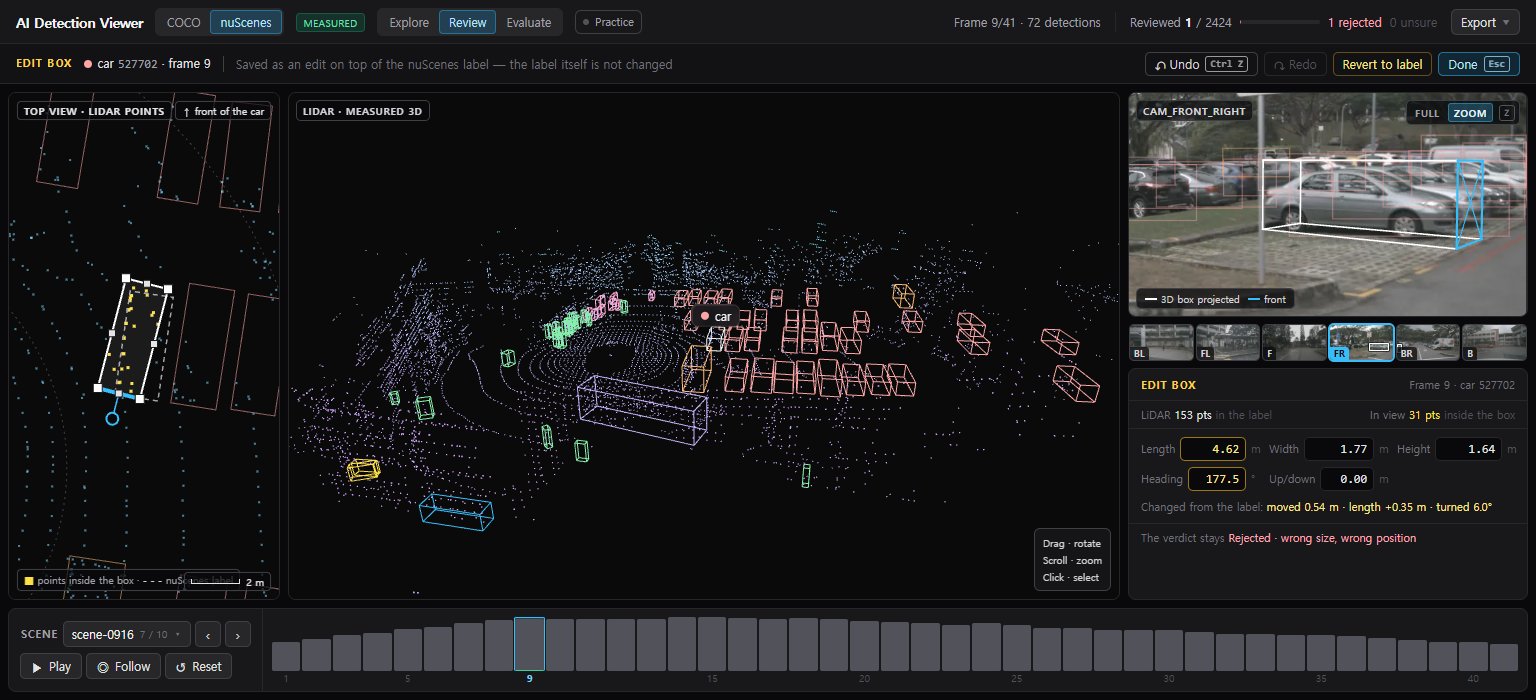 AI Detection Viewer COCO nuScenes MEASURED Explore Review Evaluate Practice Frame 9/41 · 72 detections Reviewed 1 / 2424 1 rejected 0 unsure Export
EDIT BOX car 527702 · frame 9 Saved as an edit on top of the nuScenes label — the label itself is not changed Undo Ctrl Z Redo Revert to label Done Esc
TOP VIEW · LIDAR POINTS ↑ front of the car
points inside the box · - - - nuScenes label 2 m
LIDAR · MEASURED 3D
car
Drag · rotate
Scroll · zoom
Click · select
CAM_FRONT_RIGHT FULL ZOOM Z
3D box projected front
BL FL F FR BR B
EDIT BOX Frame 9 · car 527702
LiDAR 153 pts in the label In view 31 pts inside the box
Length 4.62 m Width 1.77 m Height 1.64 m
Heading 177.5 ° Up/down 0.00 m
Changed from the label: moved 0.54 m · length +0.35 m · turned 6.0°
The verdict stays Rejected · wrong size, wrong position
SCENE scene-0916 7 / 10 ‹ ›
Play Follow Reset
1 5 9 15 20 25 30 35 40